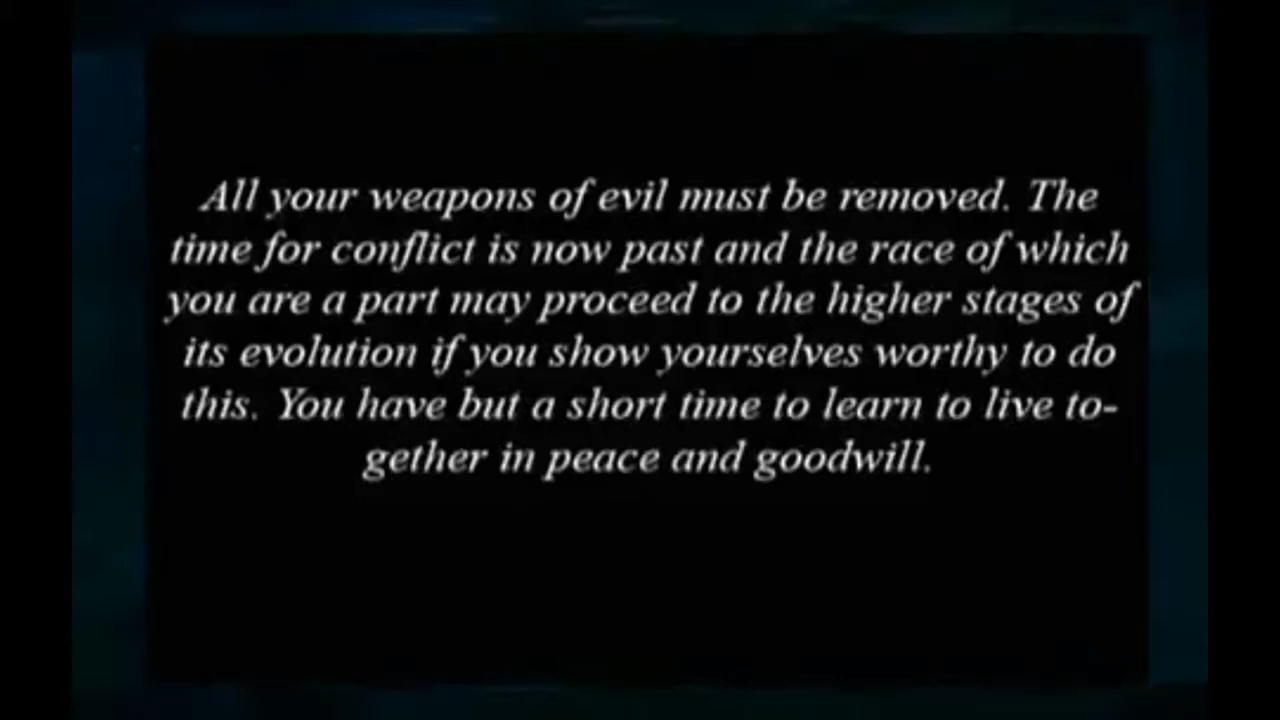 All your weapons of evil must be removed. The
time for conflict is now past and the race of which
you are a part may proceed to the higher stages of
its evolution if you show yourselves worthy to do
this. You have but a short time to learn to live to-
gether in peace and goodwill.